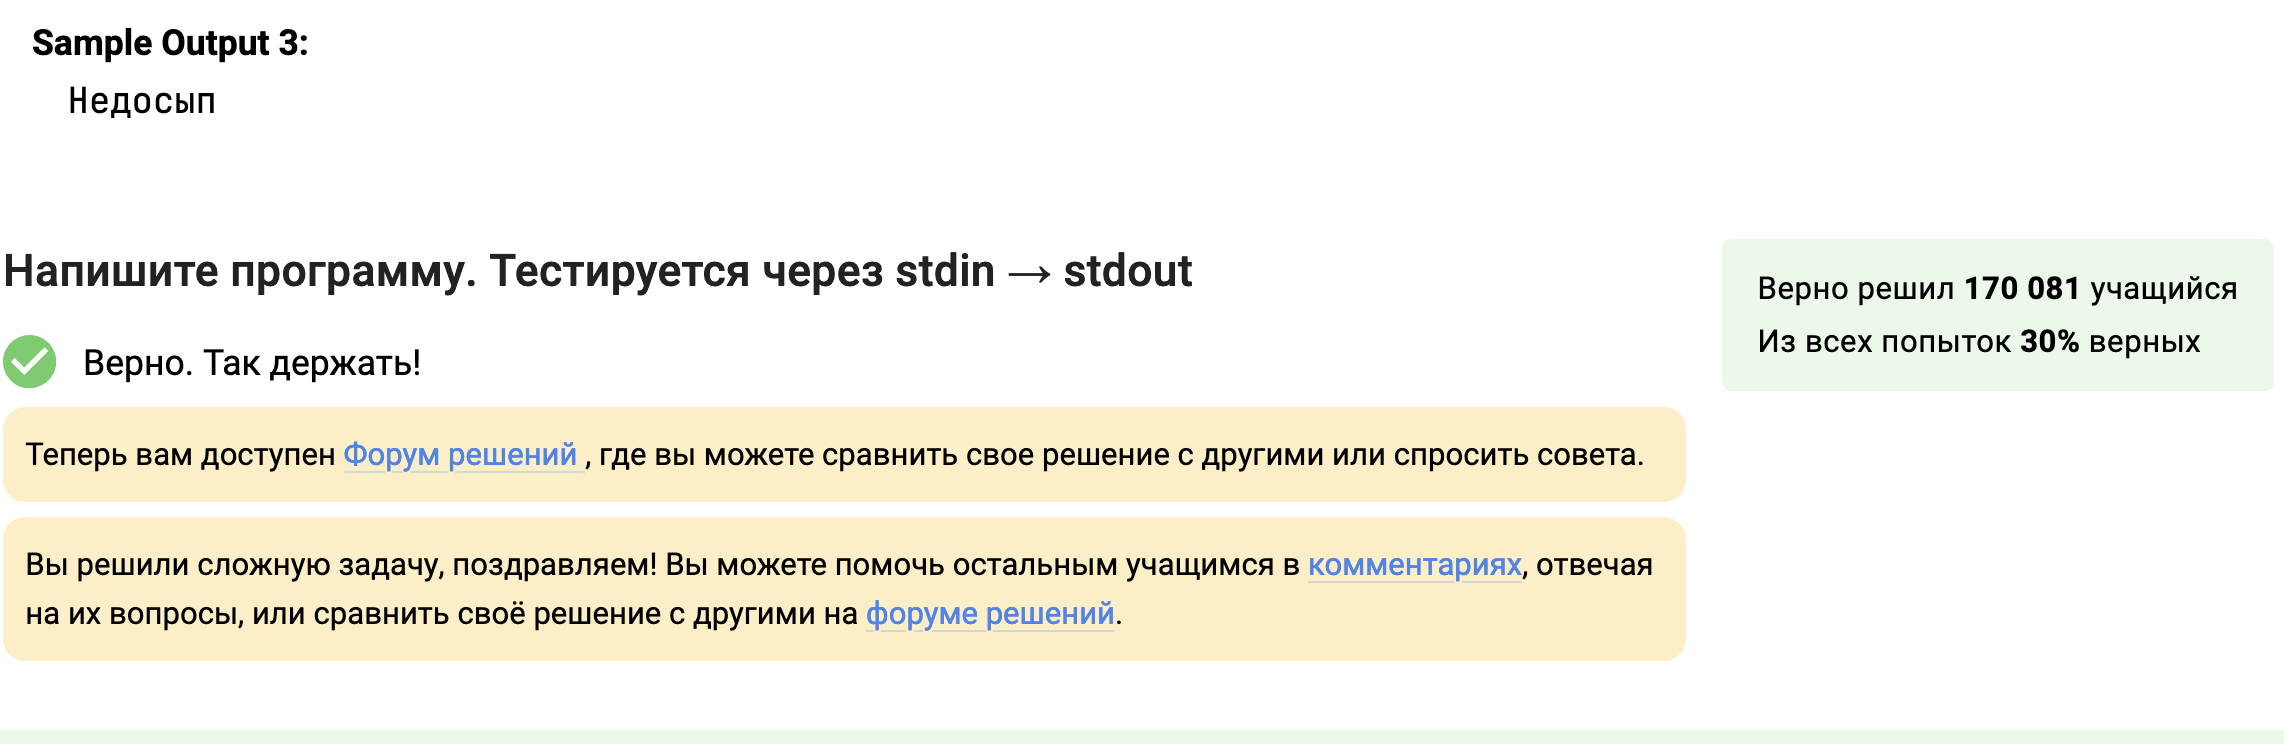 Sample Output 3:
Недосып
Напишите программу. Тестируется через stdin → stdout
Верно решил 170 081 учащийся
Из всех попыток 30% верных
Верно. Так держать!
Теперь вам доступен Форум решений , где вы можете сравнить свое решение с другими или спросить совета.
Вы решили сложную задачу, поздравляем! Вы можете помочь остальным учащимся в комментариях, отвечая
на их вопросы, или сравнить своё решение с другими на форуме решений.